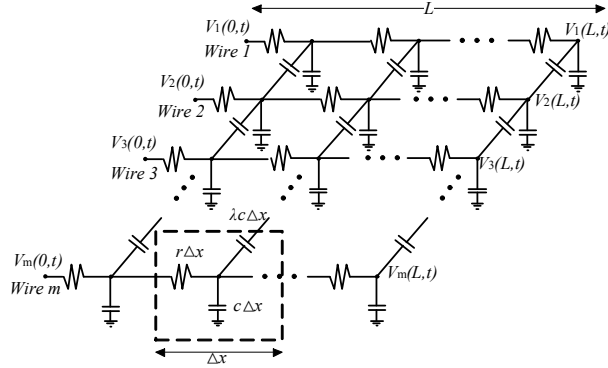 L
V1(0,t) V1(L,t)
Wire 1
V2(0,t)
Wire 2 V2(L,t)
V3(0,t)
Wire 3 V3(L,t)
λcΔx
Vm(0,t) rΔx Vm(L,t)
Wire m
cΔx
Δx